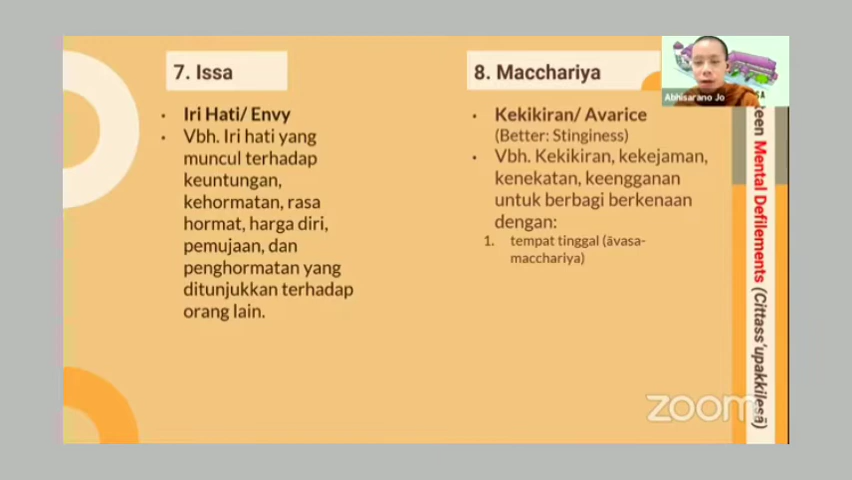 7. Issa
• Iri Hati/ Envy
• Vbh. Iri hati yang
muncul terhadap
keuntungan,
kehormatan, rasa
hormat, harga diri,
pemujaan, dan
penghormatan yang
ditunjukkan terhadap
orang lain.
8. Macchariya
• Kekikiran/ Avarice
(Better: Stinginess)
• Vbh. Kekikiran, kekejaman,
kenekatan, keengganan
untuk berbagi berkenaan
dengan:
1. tempat tinggal (āvasa-
macchariya)
Abhisarano Jo
Mental Defilements (Cittass'upakkilesā)
zoom